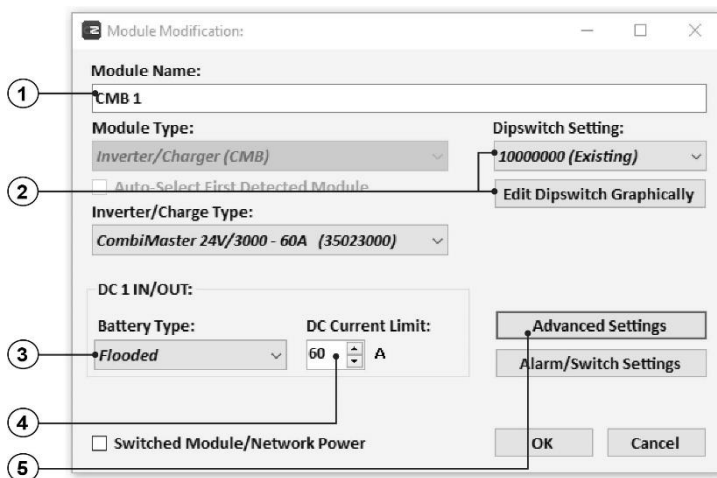 Module Modification:
Module Name:
1
CMB 1
Module Type:
Dipswitch Setting:
Inverter/Charger (CMB)
10000000 (Existing)
2
Auto-Select First Detected Module
Edit Dipswitch Graphically
Inverter/Charge Type:
CombiMaster 24V/3000 - 60A (35023000)
DC 1 IN/OUT:
Battery Type:
DC Current Limit:
Advanced Settings
3
Flooded
60
A
Alarm/Switch Settings
4
Switched Module/Network Power
OK
Cancel
5